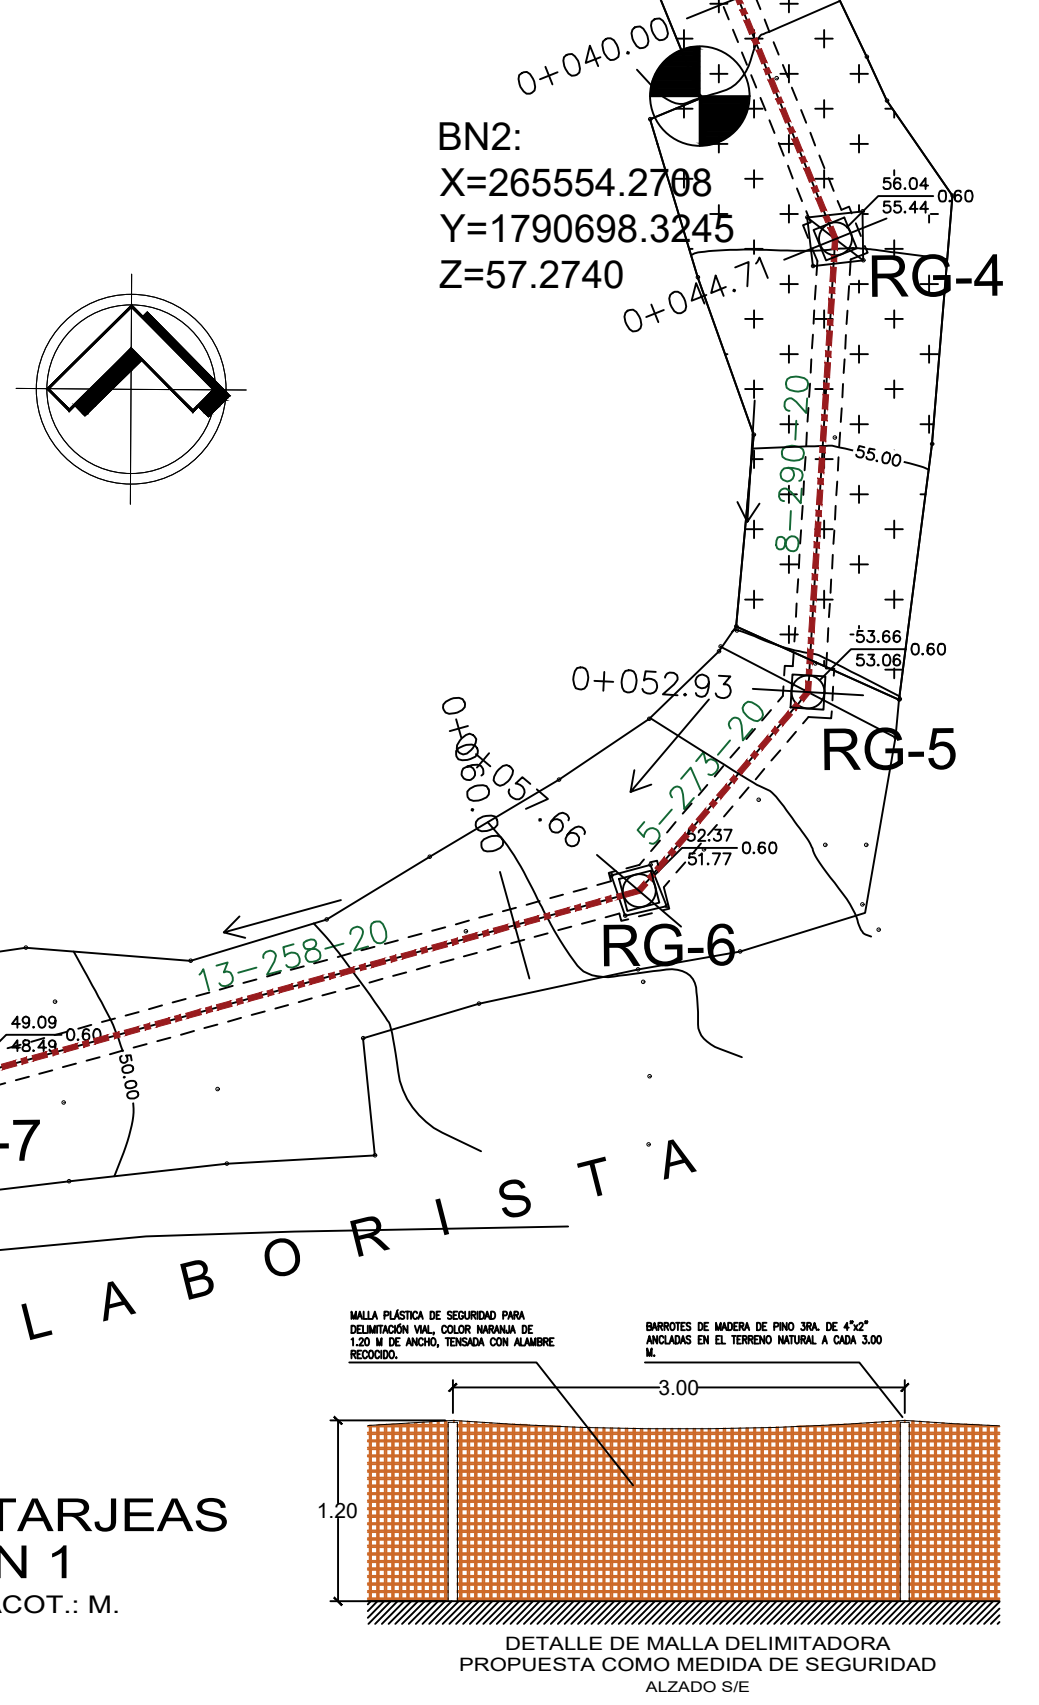 0+040.00
BN2:
X=265554.2708
Y=1790698.3245
Z=57.2740
56.04
55.44
0.60
RG-4
0+044.71
8-290-20
55.00
53.66
53.06
0.60
0+052.93
RG-5
0+057.66
0+060.00
5-273-20
52.37
51.77
0.60
RG-6
13-258-20
49.09
48.49
0.60
50.00
-7
LABORISTA
MALLA PLÁSTICA DE SEGURIDAD PARA
DELIMITACIÓN VIAL, COLOR NARANJA DE
1.20 M DE ANCHO, TENSADA CON ALAMBRE
RECOCIDO.
BARROTES DE MADERA DE PINO 3RA. DE 4"x2"
ANCLADAS EN EL TERRENO NATURAL A CADA 3.00
M.
3.00
1.20
TARJEAS
N 1
ACOT.: M.
DETALLE DE MALLA DELIMITADORA
PROPUESTA COMO MEDIDA DE SEGURIDAD
ALZADO S/E